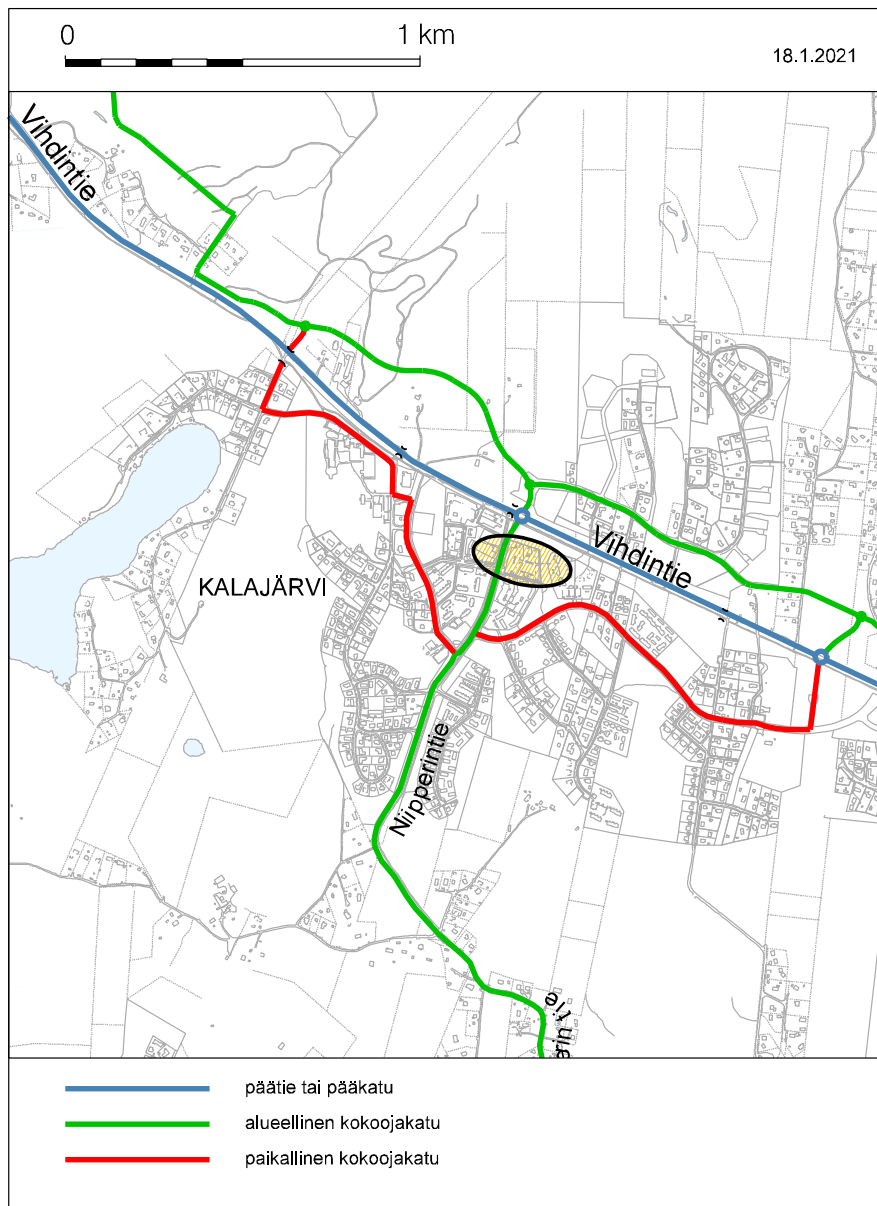 0 1 km
18.1.2021
Vihdintie
Vihdintie
KALAJÄRVI
Niipperintie
päätie tai pääkatu
alueellinen kokoojakatu
paikallinen kokoojakatu